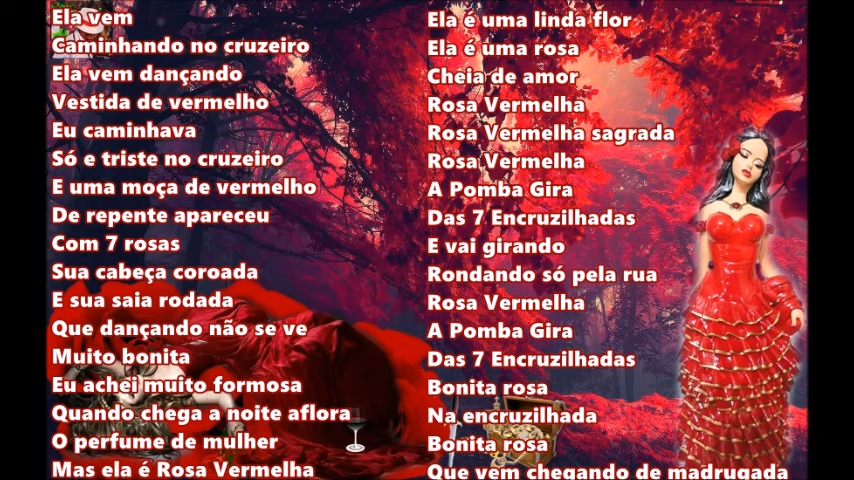 Ela vem
Caminhando no cruzeiro
Ela vem dançando
Vestida de vermelho
Eu caminhava
Só e triste no cruzeiro
E uma moça de vermelho
De repente apareceu
Com 7 rosas
Sua cabeça coroada
E sua saia rodada
Que dançando não se ve
Muito bonita
Eu achei muito formosa
Quando chega a noite aflora
O perfume de mulher
Mas ela é Rosa Vermelha
Ela é uma linda flor
Ela é uma rosa
Cheia de amor
Rosa Vermelha
Rosa Vermelha sagrada
Rosa Vermelha
A Pomba Gira
Das 7 Encruzilhadas
E vai girando
Rondando só pela rua
Rosa Vermelha
A Pomba Gira
Das 7 Encruzilhadas
Bonita rosa
Na encruzilhada
Bonita rosa
Que vem chegando de madrugada